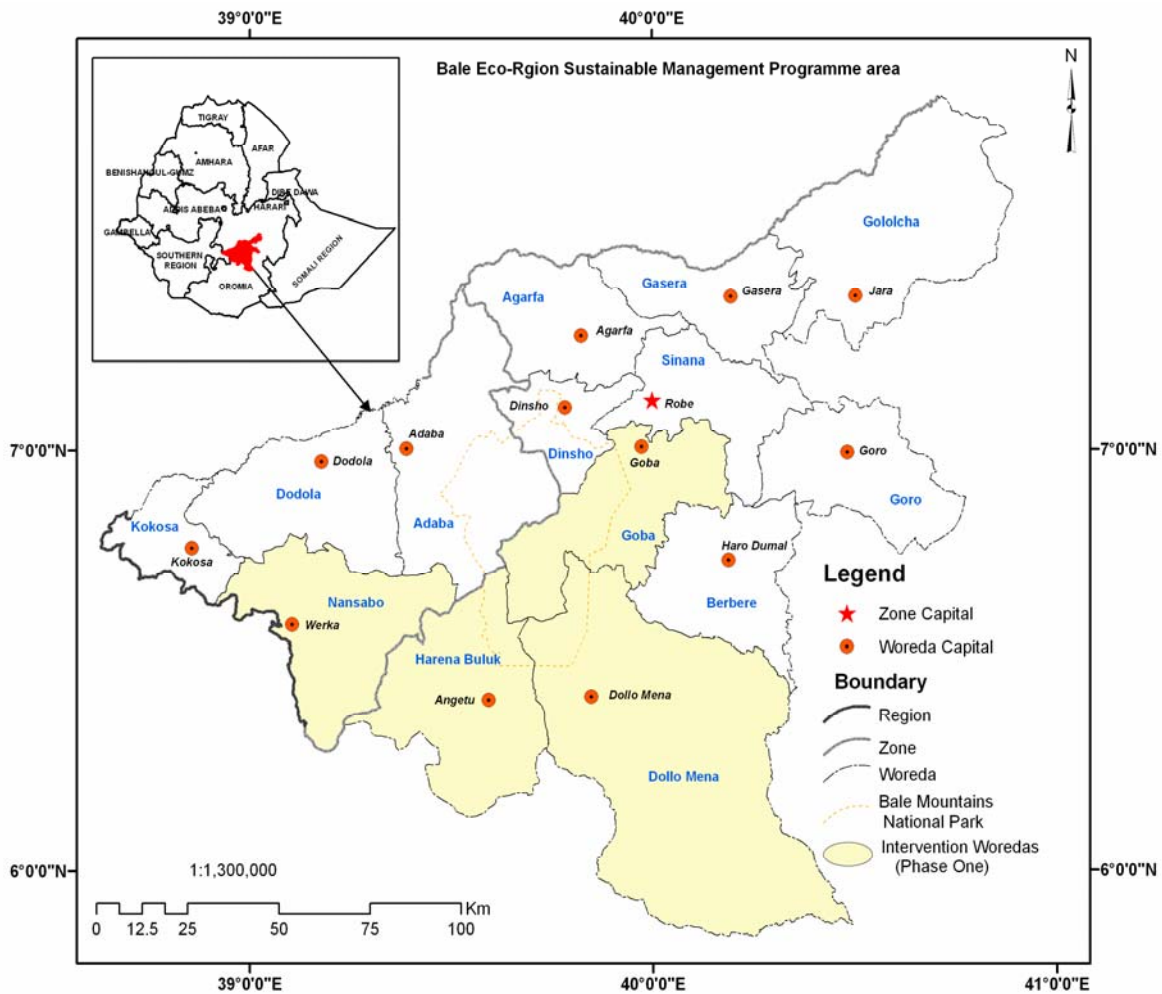 39°0'0"E
40°0'0"E
Bale Eco-Rgion Sustainable Management Programme area
N
TIGRAY
AFAR
AMHARA
BENISHANGUL-GUMZ
DIRE DAWA
ADIS ABEBA
HARARI
GAMBELLA
SOUTHERN
REGION
SOMALI REGION
OROMIA
Gololcha
Gasera
Gasera
Jara
Agarfa
Agarfa
Sinana
Dinsho
Robe
Adaba
7°0'0"N
7°0'0"N
Dodola
Dinsho
Goba
Goro
Dodola
Goro
Kokosa
Adaba
Goba
Haro Dumal
Kokosa
Legend
Nansabo
Berbere
Zone Capital
Werka
Woreda Capital
Harena Buluk
Boundary
Angetu
Dollo Mena
Region
Zone
Dollo Mena
Woreda
Bale Mountains
National Park
Intervention Woredas
(Phase One)
6°0'0"N
6°0'0"N
1:1,300,000
Km
0 12.5 25 50 75 100
39°0'0"E
40°0'0"E
41°0'0"E